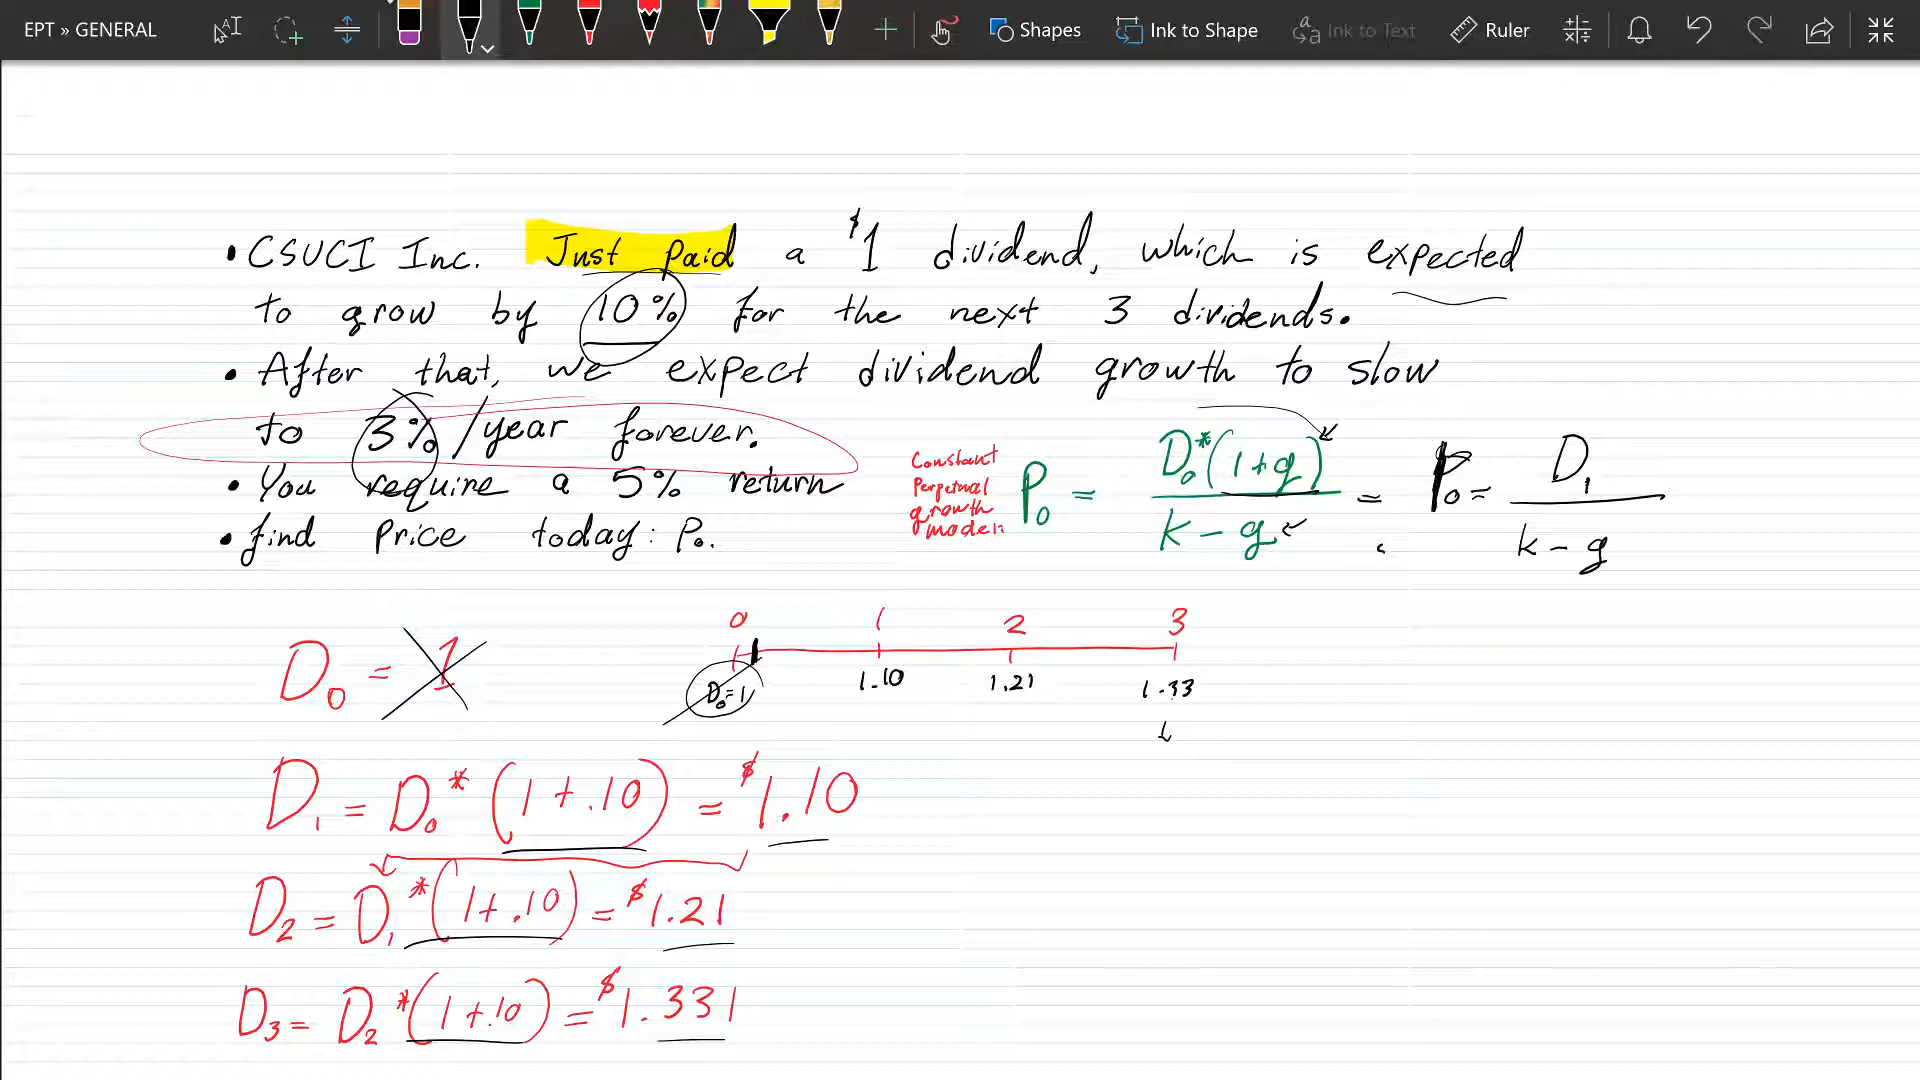 EPT » GENERAL
Shapes
Ink to Shape
Ink to Text
Ruler
• CSUCI Inc. Just paid a $1 dividend, which is expected
to grow by 10% for the next 3 dividends.
• After that, we expect dividend growth to slow
to 3% /year forever.
• You require a 5% return
• find Price today: P₀.
Constant
Perpetual
growth
model:
P₀ = D₀*(1+g) / k - g = P₀ = D₁ / k - g
0 1 2 3
D₀=1 1.10 1.21 1.33
D₀ = 1
D₁ = D₀ * (1 + .10) = $1.10
D₂ = D₁ * (1+.10) = $1.21
D₃ = D₂ * (1+.10) = $1.331